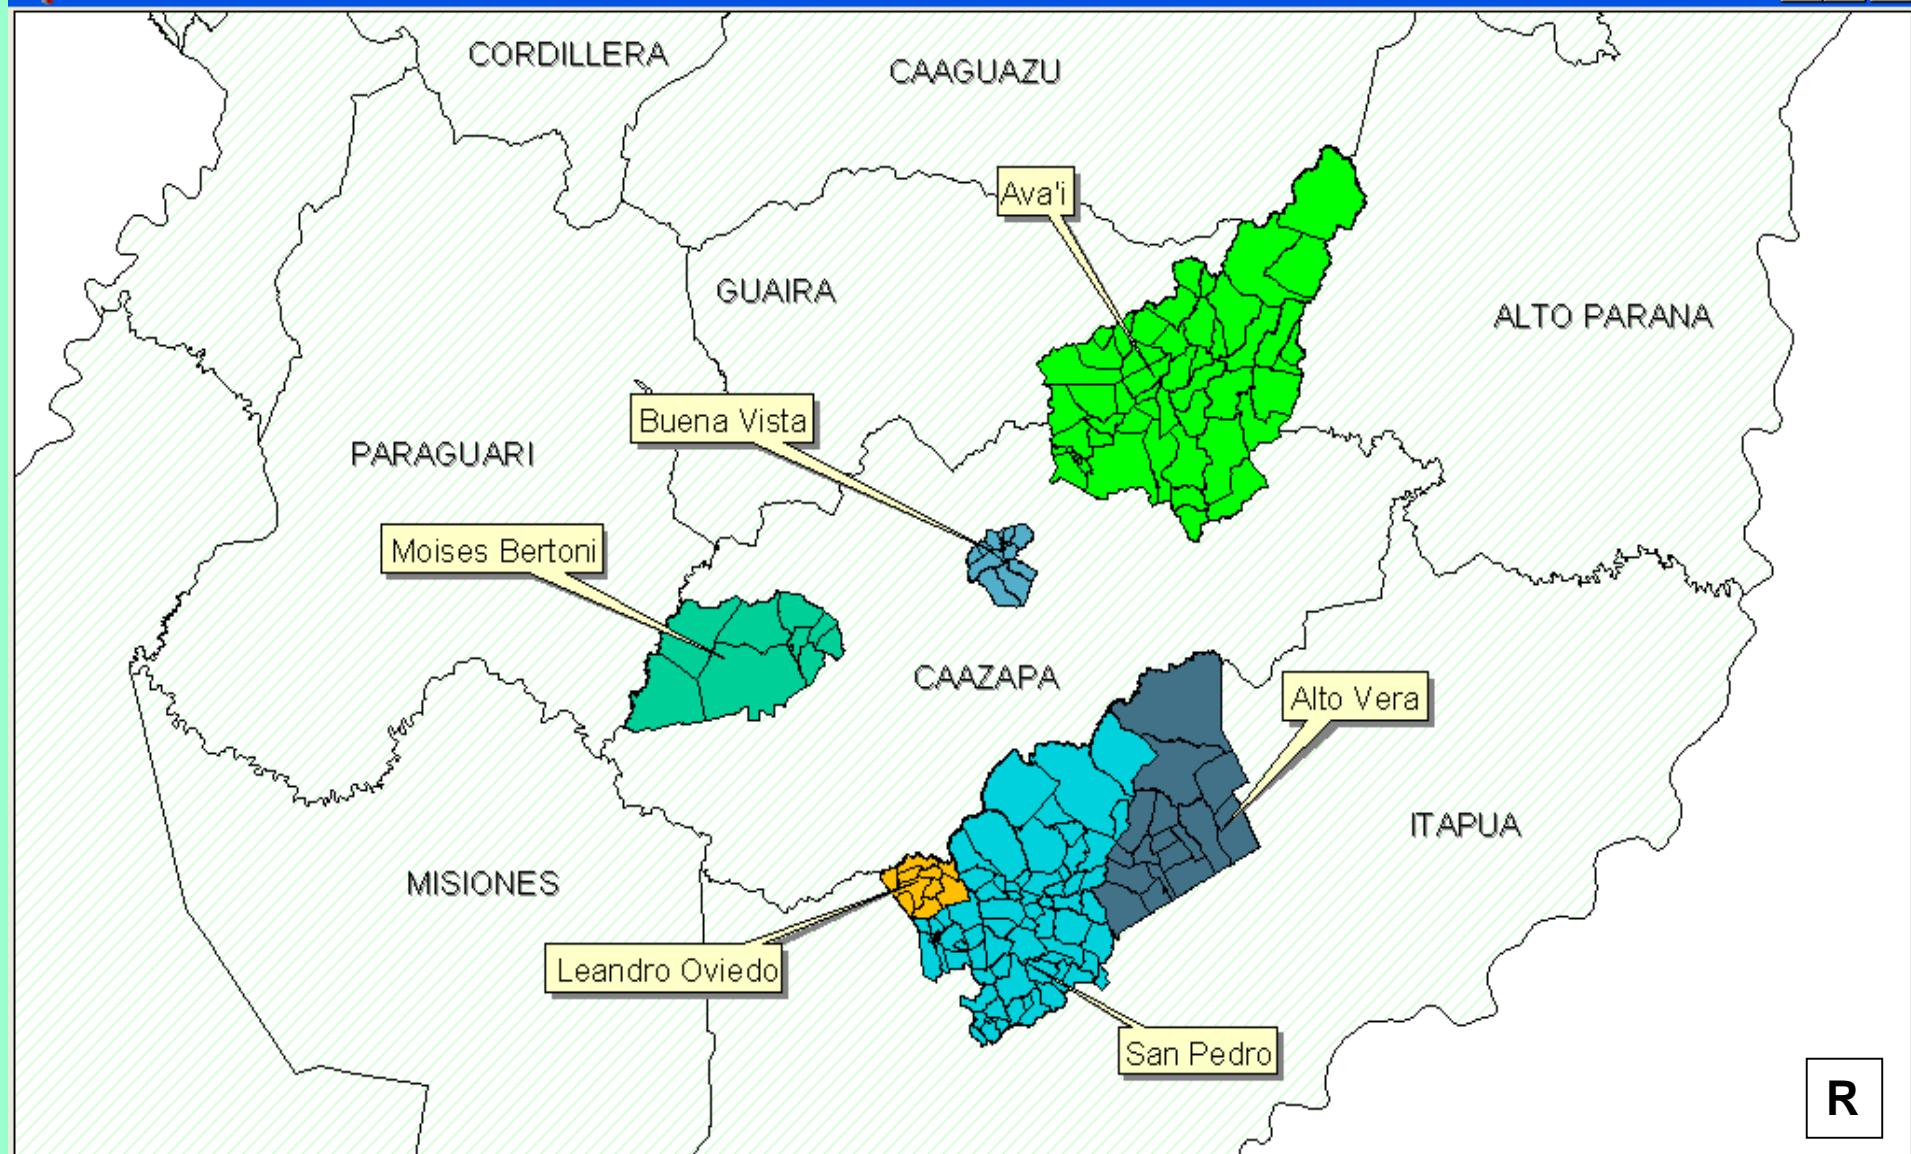 CORDILLERA
CAAGUAZU
Ava'i
GUAIRA
ALTO PARANA
Buena Vista
PARAGUARI
Moises Bertoni
CAAZAPA
Alto Vera
ITAPUA
MISIONES
Leandro Oviedo
San Pedro
R